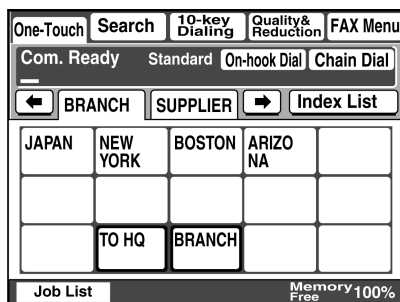 One-Touch Search 10-key Dialing Quality& Reduction FAX Menu
Com. Ready Standard On-hook Dial Chain Dial
BRANCH SUPPLIER Index List
JAPAN NEW YORK BOSTON ARIZO NA
TO HQ BRANCH
Job List Memory Free 100%